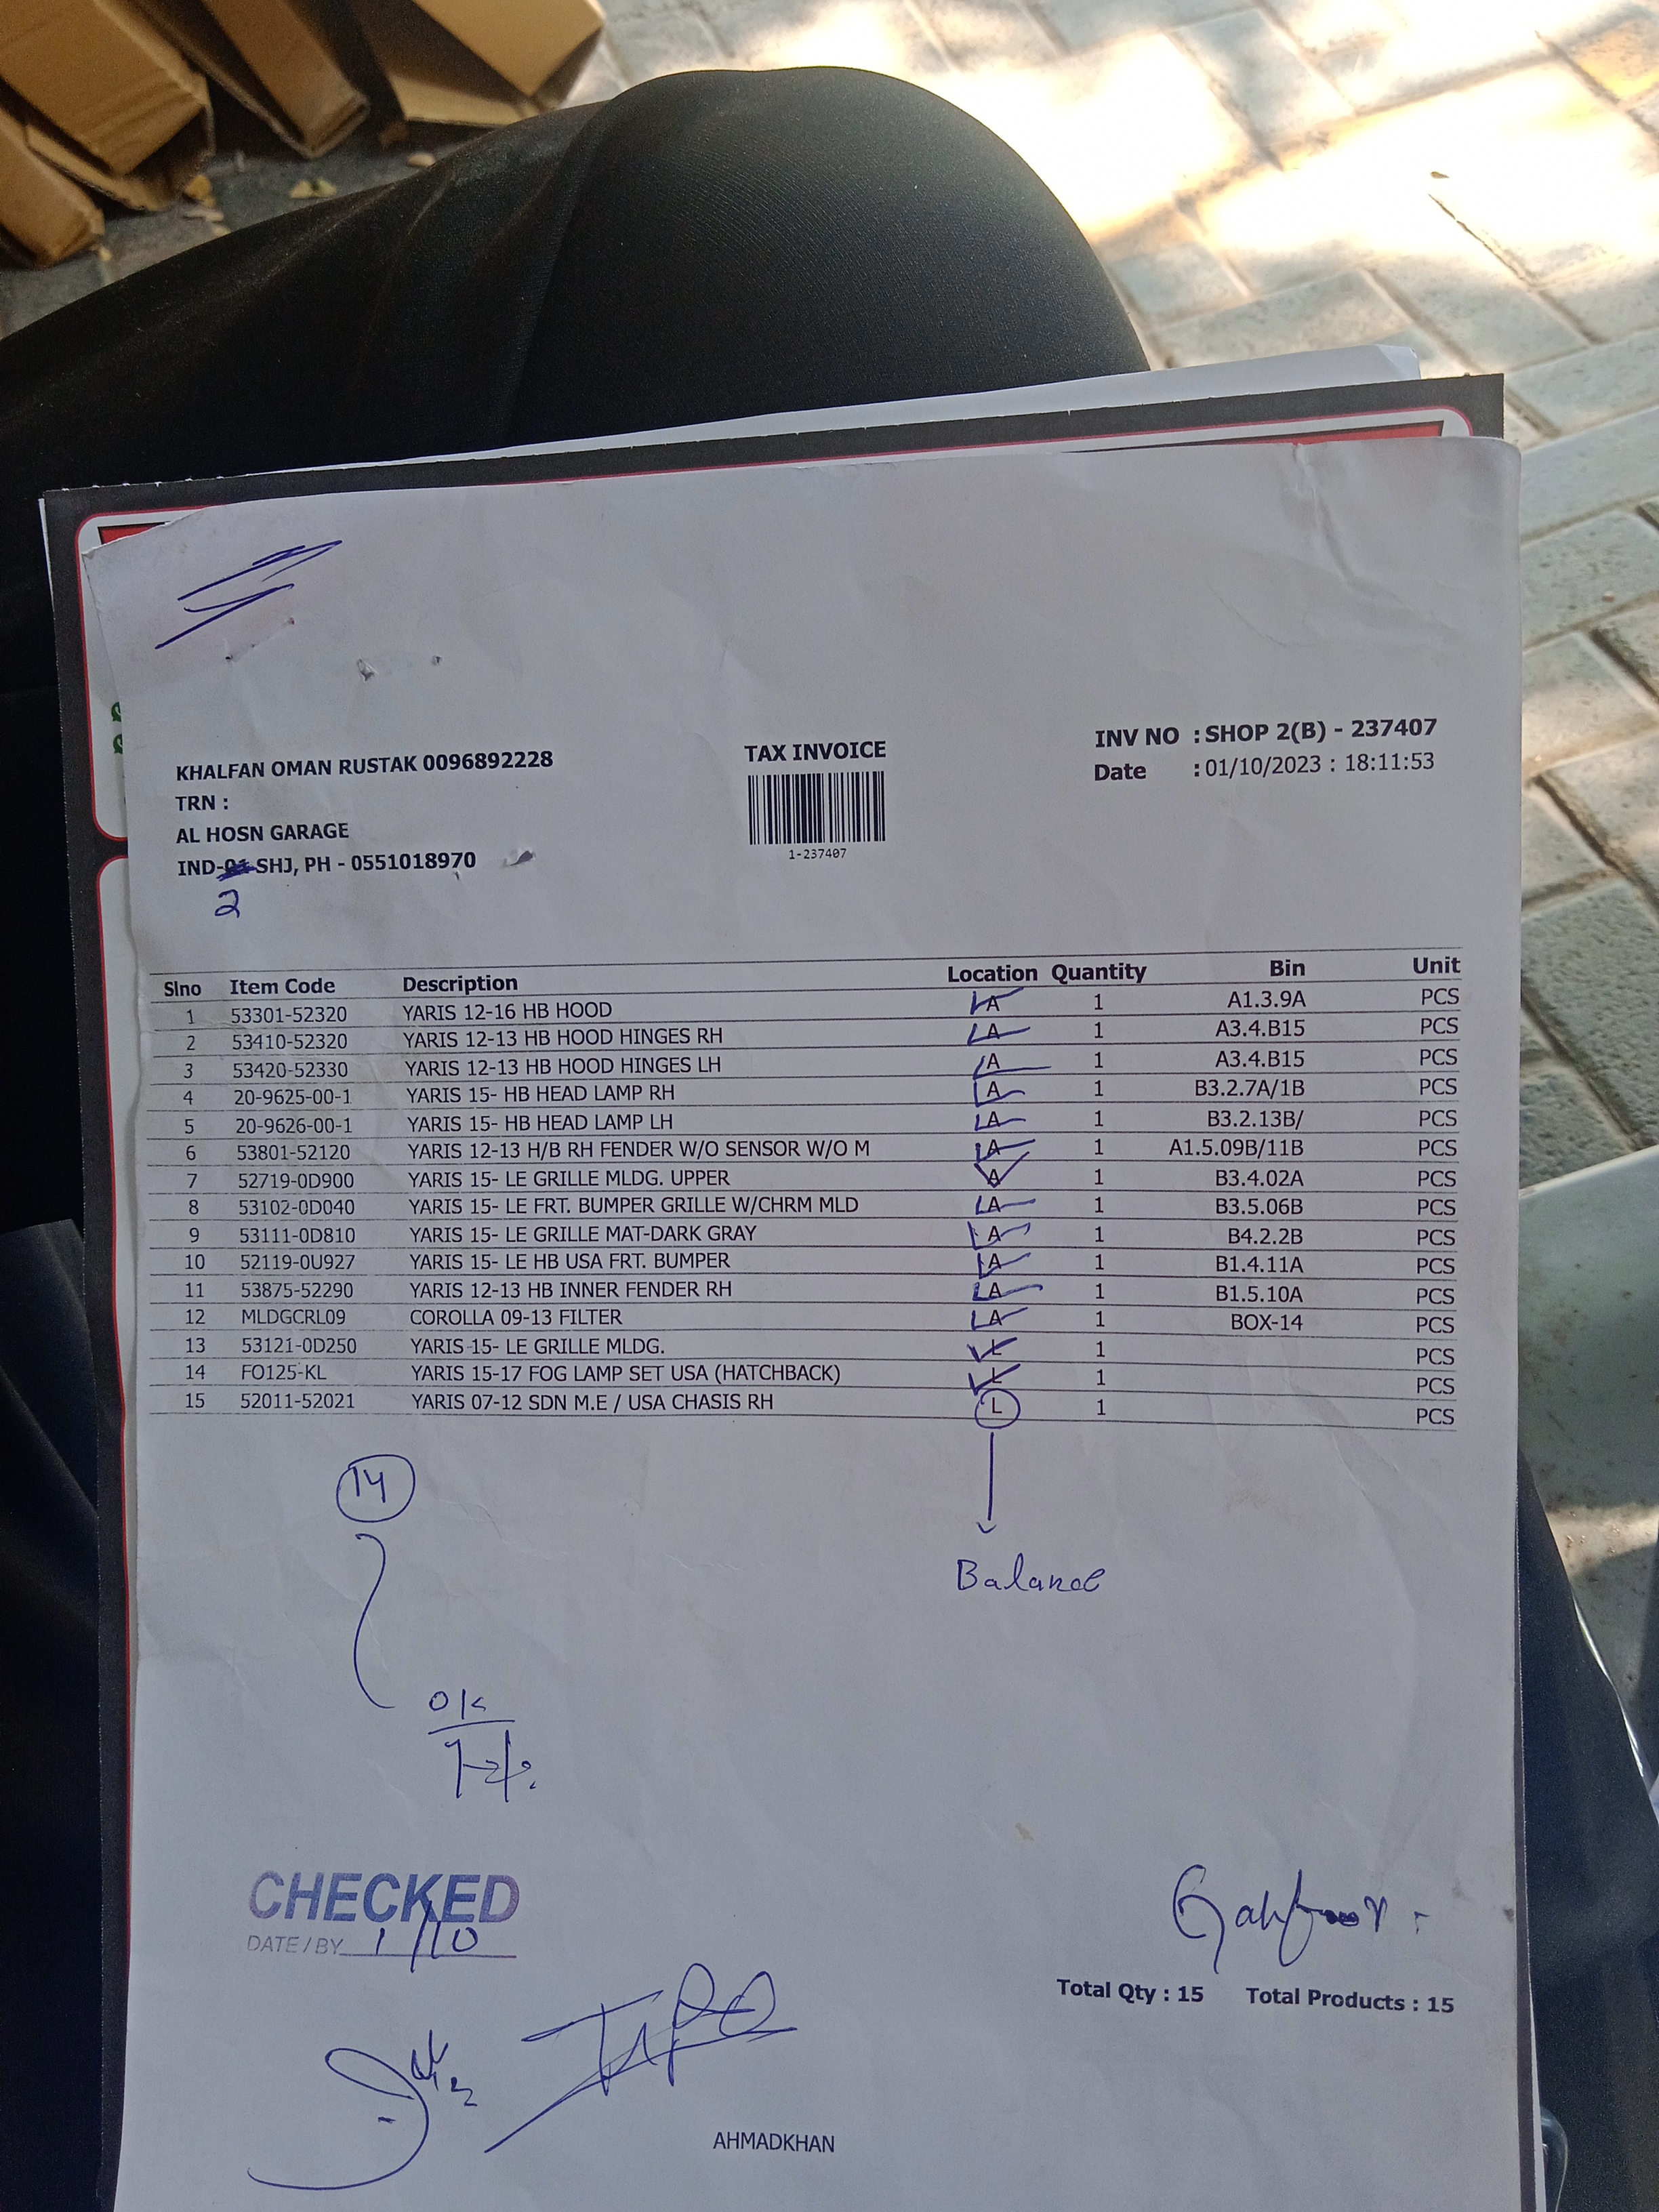 KHALFAN OMAN RUSTAK 0096892228
TRN :
AL HOSN GARAGE
IND- SHJ, PH - 0551018970
2
TAX INVOICE
1-237407
INV NO : SHOP 2(B) - 237407
Date : 01/10/2023 : 18:11:53
Slno Item Code Description Location Quantity Bin Unit
1 53301-52320 YARIS 12-16 HB HOOD A 1 A1.3.9A PCS
2 53410-52320 YARIS 12-13 HB HOOD HINGES RH A 1 A3.4.B15 PCS
3 53420-52330 YARIS 12-13 HB HOOD HINGES LH A 1 A3.4.B15 PCS
4 20-9625-00-1 YARIS 15- HB HEAD LAMP RH A 1 B3.2.7A/1B PCS
5 20-9626-00-1 YARIS 15- HB HEAD LAMP LH A 1 B3.2.13B/ PCS
6 53801-52120 YARIS 12-13 H/B RH FENDER W/O SENSOR W/O M A 1 A1.5.09B/11B PCS
7 52719-0D900 YARIS 15- LE GRILLE MLDG. UPPER A 1 B3.4.02A PCS
8 53102-0D040 YARIS 15- LE FRT. BUMPER GRILLE W/CHRM MLD A 1 B3.5.06B PCS
9 53111-0D810 YARIS 15- LE GRILLE MAT-DARK GRAY A 1 B4.2.2B PCS
10 52119-0U927 YARIS 15- LE HB USA FRT. BUMPER A 1 B1.4.11A PCS
11 53875-52290 YARIS 12-13 HB INNER FENDER RH A 1 B1.5.10A PCS
12 MLDGCRL09 COROLLA 09-13 FILTER A 1 BOX-14 PCS
13 53121-0D250 YARIS 15- LE GRILLE MLDG. L 1 PCS
14 FO125-KL YARIS 15-17 FOG LAMP SET USA (HATCHBACK) L 1 PCS
15 52011-52021 YARIS 07-12 SDN M.E / USA CHASIS RH L 1 PCS
14
Balance
OK
CHECKED
DATE / BY 1/10
Total Qty : 15 Total Products : 15
AHMADKHAN